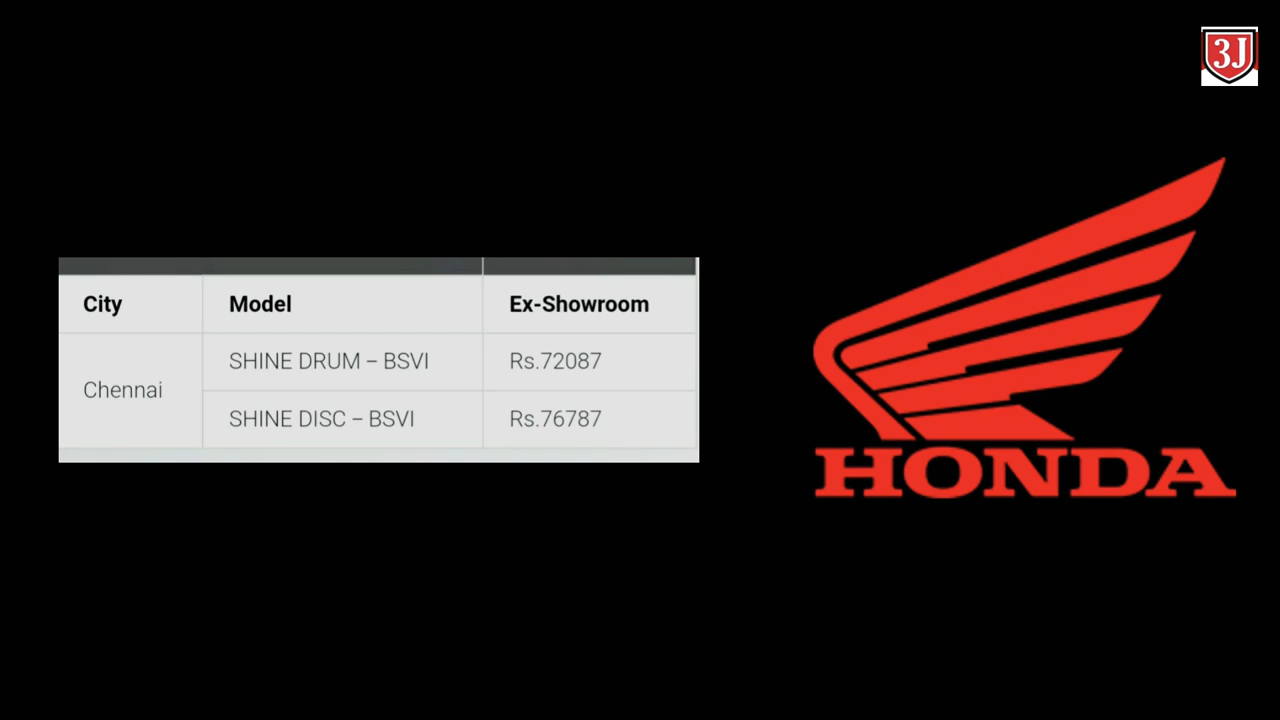 3J
City Model Ex-Showroom
Chennai
SHINE DRUM – BSVI Rs.72087
SHINE DISC – BSVI Rs.76787
HONDA